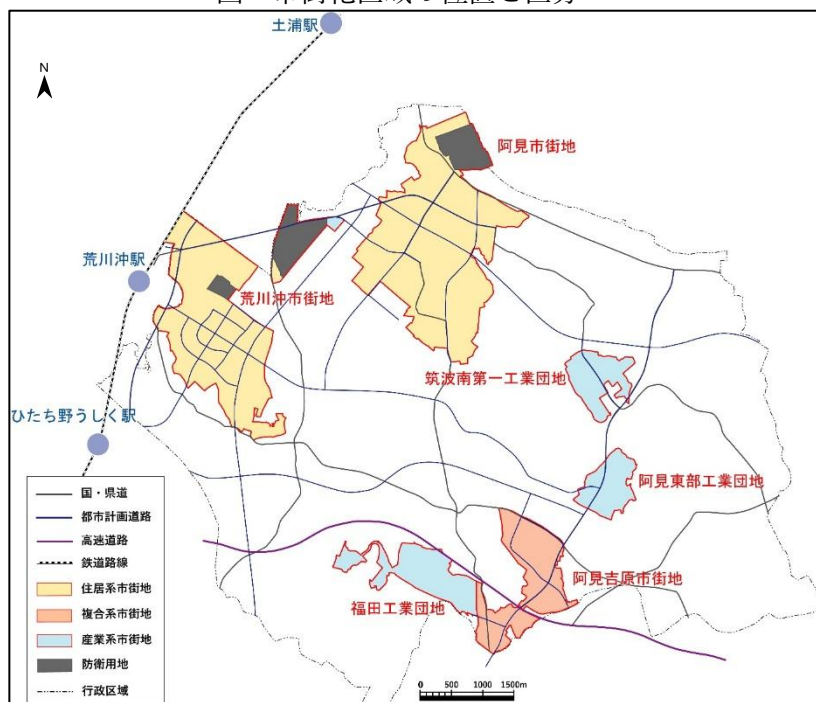 土浦駅
N
阿見市街地
荒川沖駅
荒川沖市街地
筑波南第一工業団地
ひたち野うしく駅
阿見東部工業団地
阿見吉原市街地
福田工業団地
国・県道
都市計画道路
高速道路
鉄道路線
住居系市街地
複合系市街地
産業系市街地
防衛用地
行政区域
0 500 1000 1500m